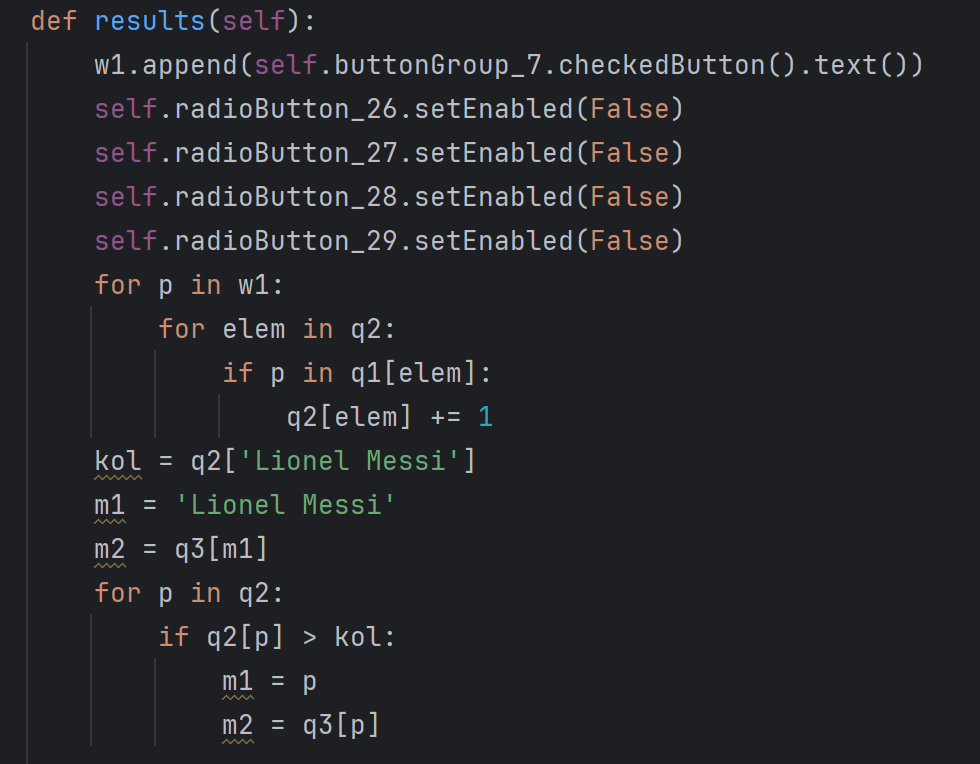 def results(self):
    w1.append(self.buttonGroup_7.checkedButton().text())
    self.radioButton_26.setEnabled(False)
    self.radioButton_27.setEnabled(False)
    self.radioButton_28.setEnabled(False)
    self.radioButton_29.setEnabled(False)
    for p in w1:
        for elem in q2:
            if p in q1[elem]:
                q2[elem] += 1
    kol = q2['Lionel Messi']
    m1 = 'Lionel Messi'
    m2 = q3[m1]
    for p in q2:
        if q2[p] > kol:
            m1 = p
            m2 = q3[p]